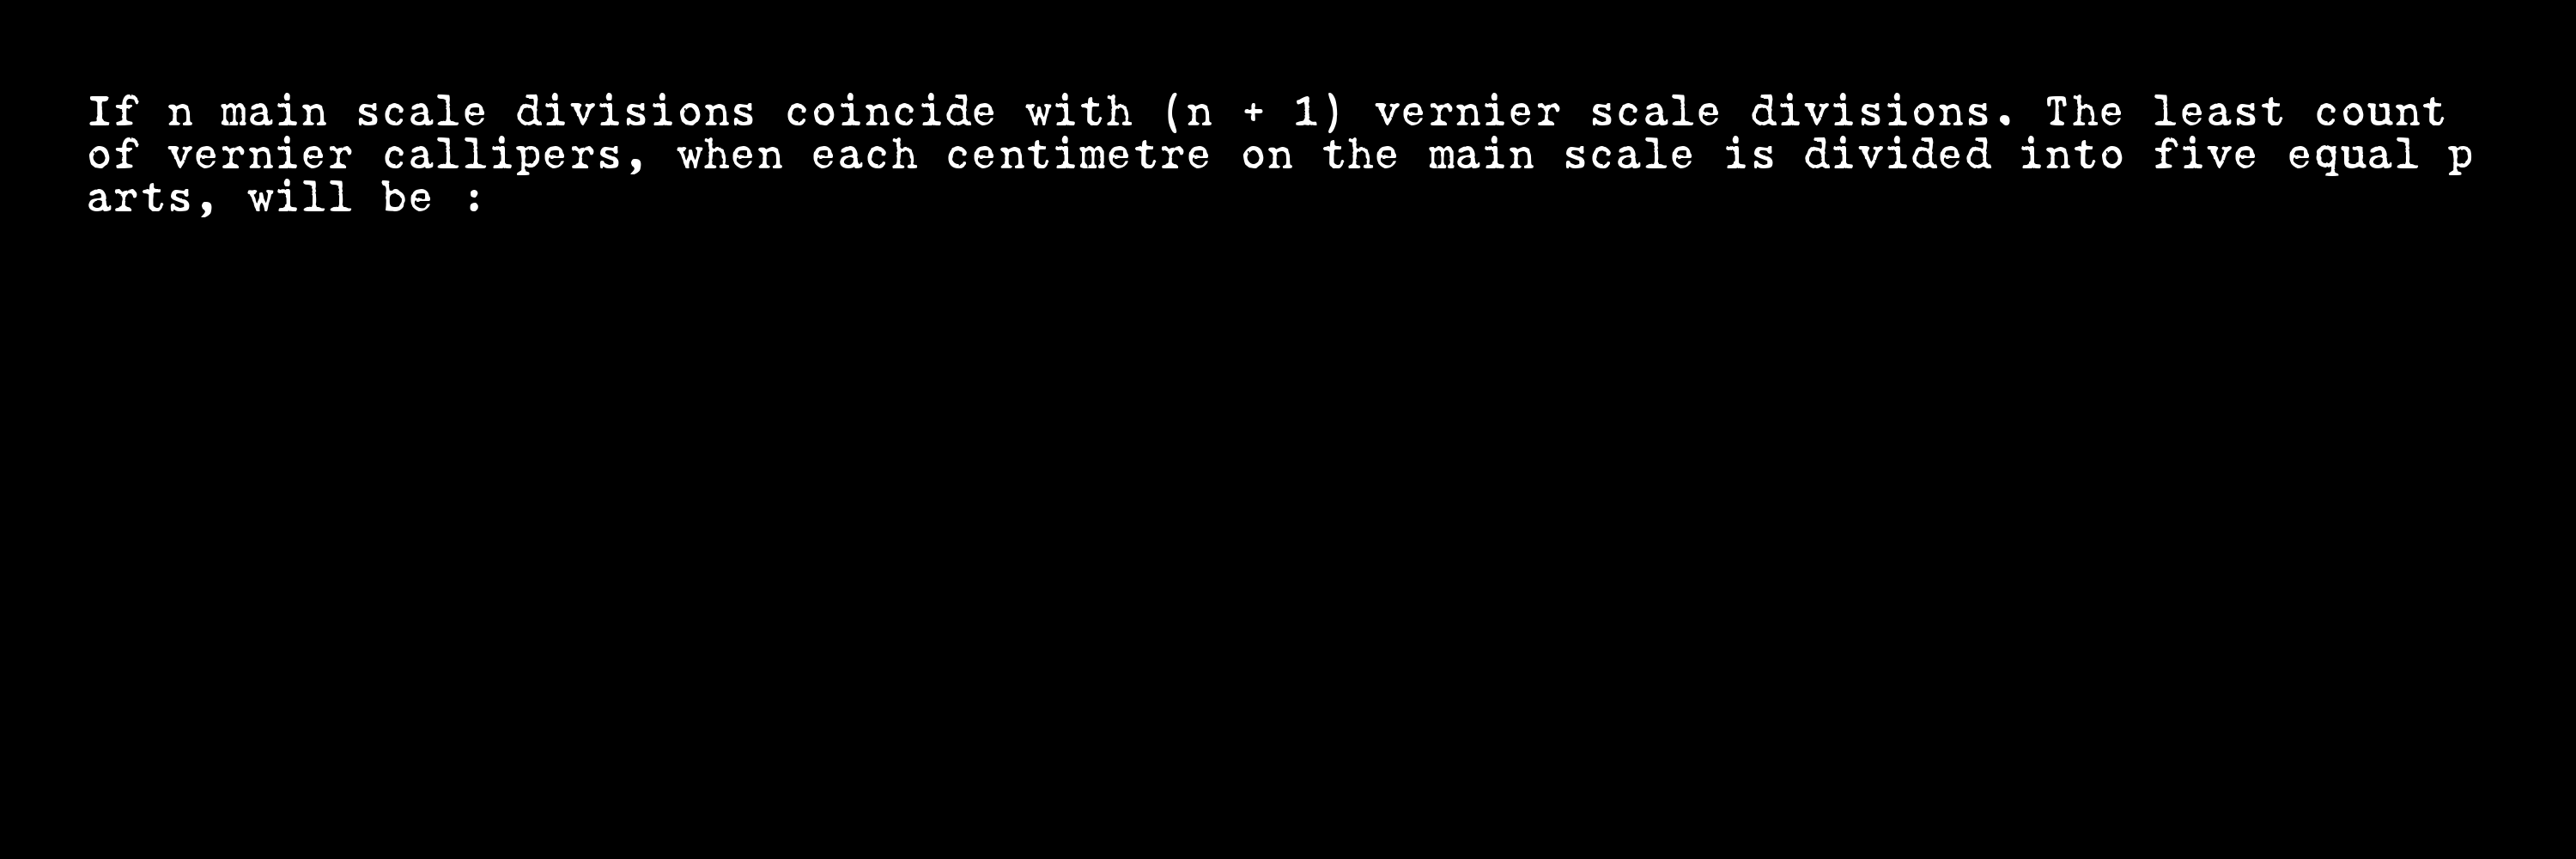 If n main scale divisions coincide with (n + 1) vernier scale divisions. The least count
of vernier callipers, when each centimetre on the main scale is divided into five equal p
arts, will be :